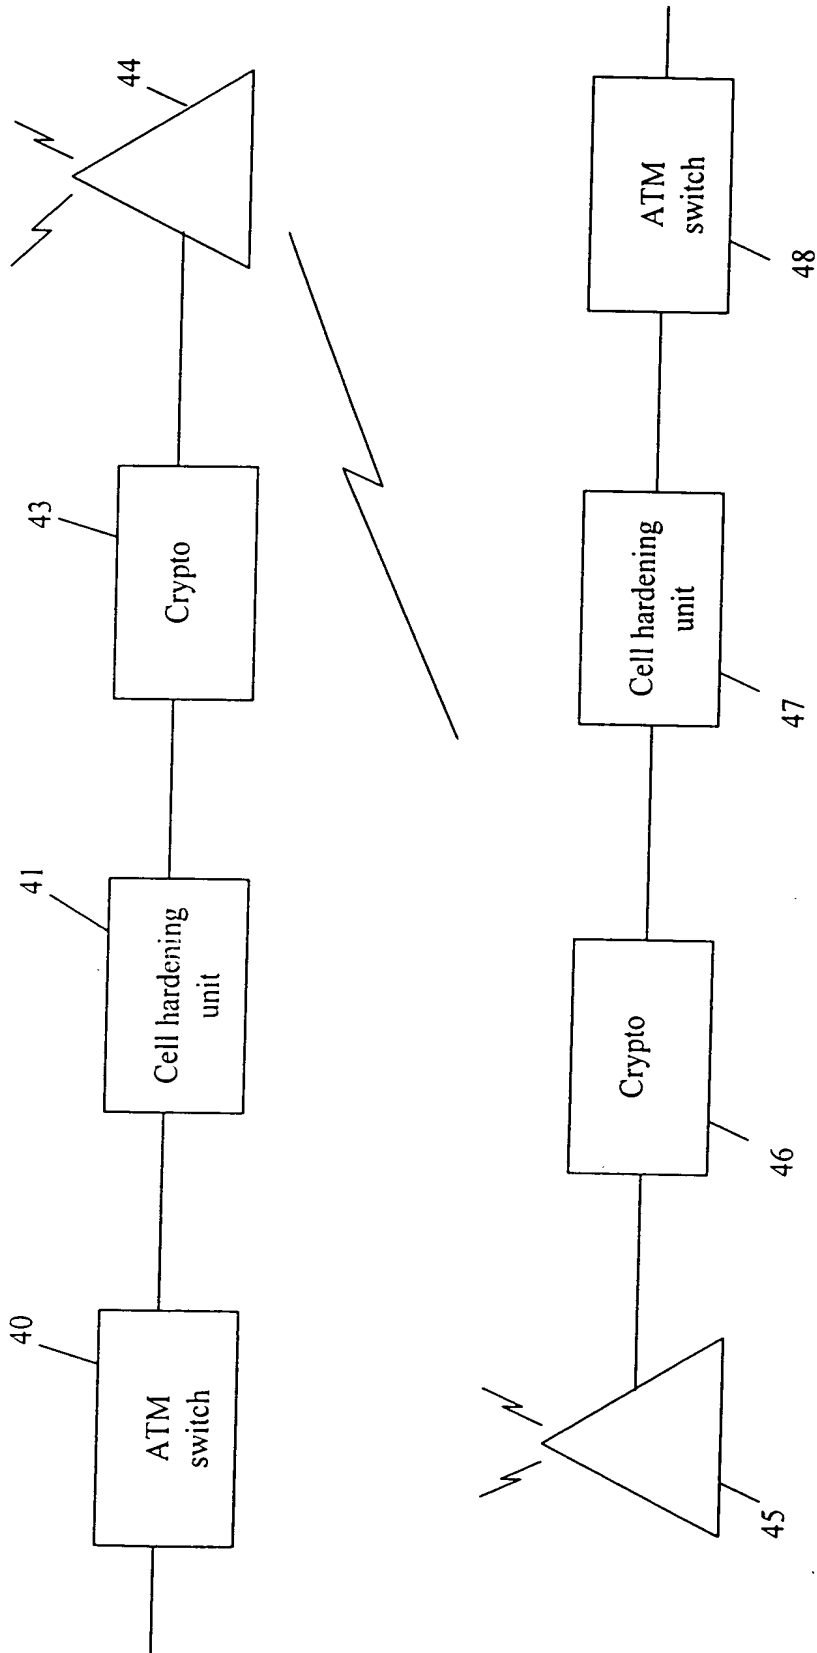 40
ATM
switch
41
Cell hardening
unit
43
Crypto
44
45
46
Crypto
47
Cell hardening
unit
48
ATM
switch